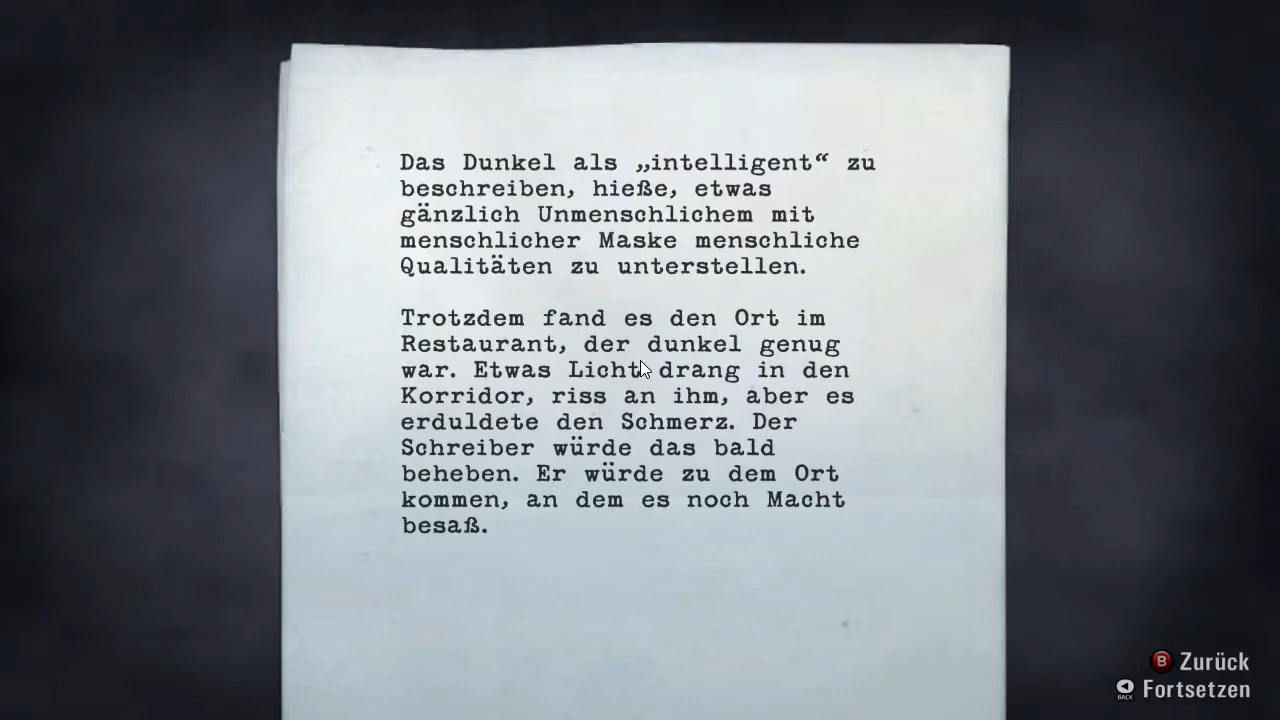 Das Dunkel als „intelligent“ zu
beschreiben, hieße, etwas
gänzlich Unmenschlichem mit
menschlicher Maske menschliche
Qualitäten zu unterstellen.
Trotzdem fand es den Ort im
Restaurant, der dunkel genug
war. Etwas Licht drang in den
Korridor, riss an ihm, aber es
erduldete den Schmerz. Der
Schreiber würde das bald
beheben. Er würde zu dem Ort
kommen, an dem es noch Macht
besaß.
B Zurück
BACK Fortsetzen